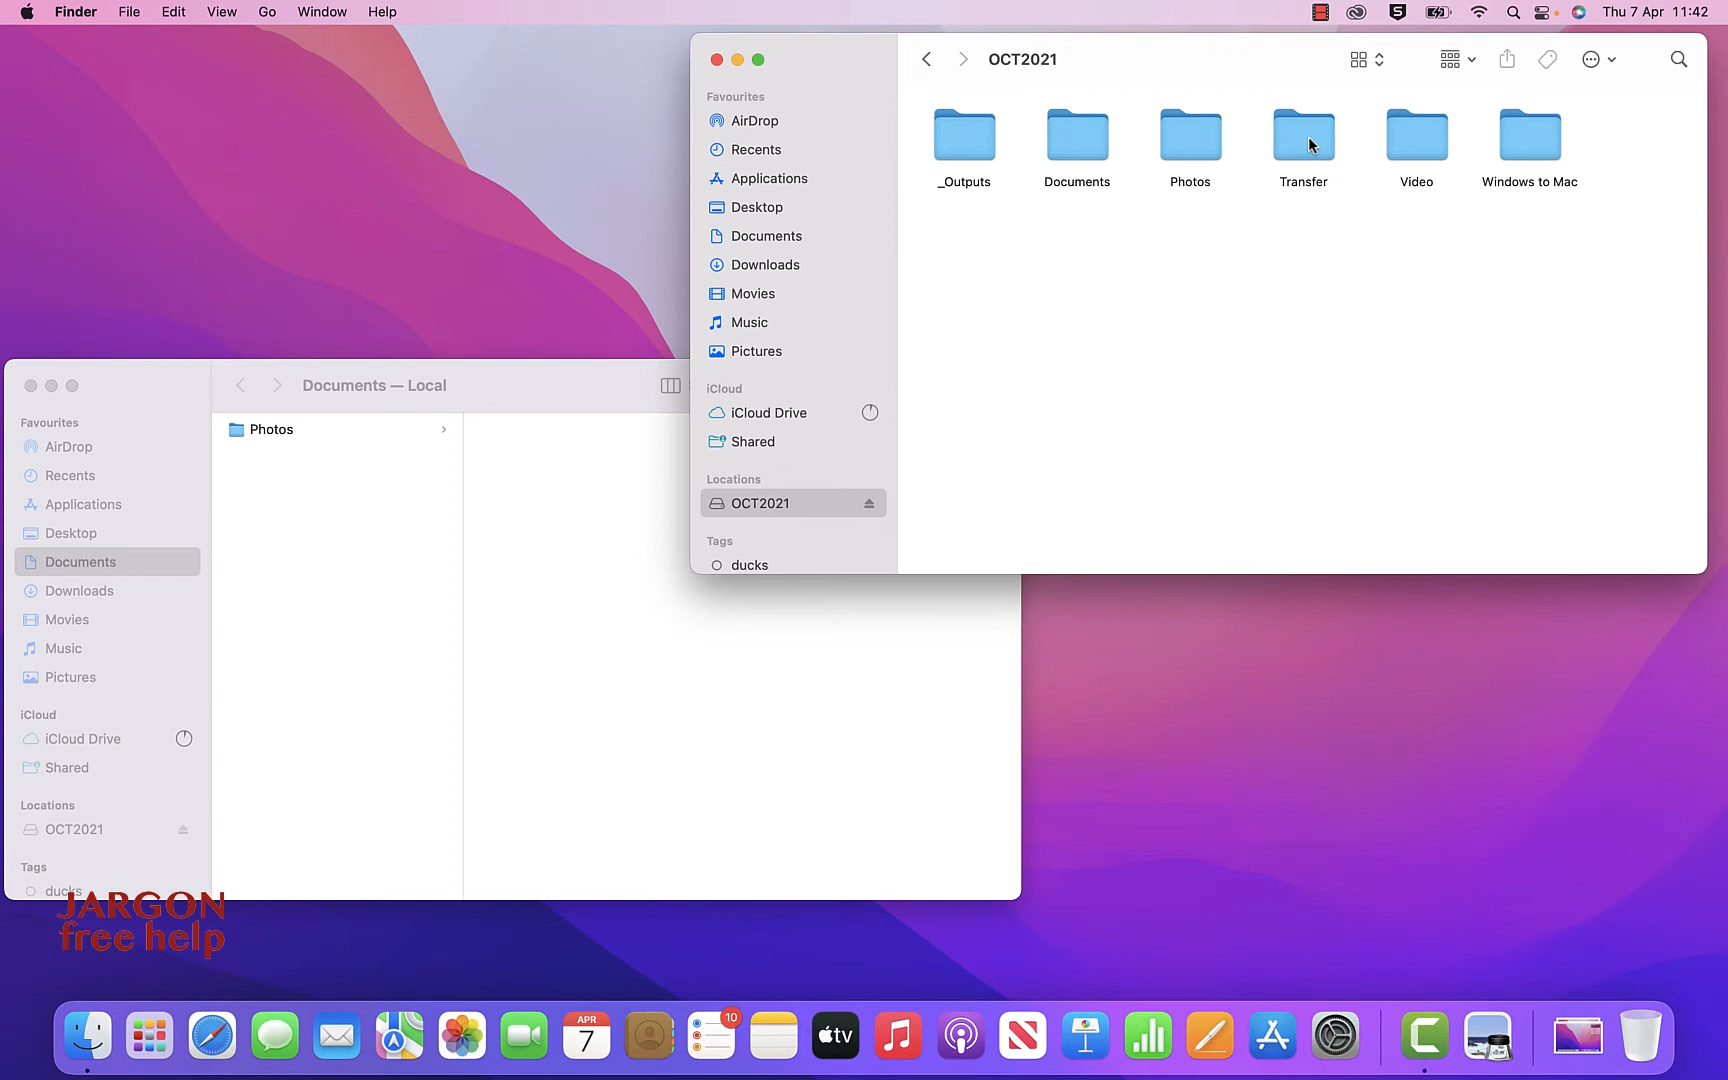 Finder File Edit View Go Window Help
Thu 7 Apr 11:42
OCT2021
Favourites
AirDrop
Recents
Applications
Desktop
Documents
Downloads
Movies
Music
Pictures
iCloud
iCloud Drive
Shared
Locations
OCT2021
Tags
ducks
_Outputs
Documents
Photos
Transfer
Video
Windows to Mac
Documents — Local
Favourites
AirDrop
Recents
Applications
Desktop
Documents
Downloads
Movies
Music
Pictures
iCloud
iCloud Drive
Shared
Locations
OCT2021
Tags
ducks
Photos
JARGON
free help
APR
7
10
tv